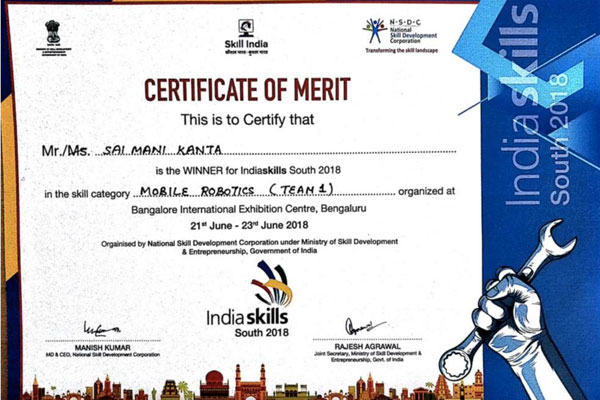 Skill India
कौशल भारत - कुशल भारत
N·S·D·C
National
Skill Development
Corporation
Transforming the skill landscape
CERTIFICATE OF MERIT
This is to Certify that
Mr./Ms. SAI MANI KANTA
is the WINNER for Indiaskills South 2018
in the skill category MOBILE ROBOTICS (TEAM 1) organized at
Bangalore International Exhibition Centre, Bengaluru
21st June - 23rd June 2018
Organised by National Skill Development Corporation under Ministry of Skill Development
& Entrepreneurship, Government of India
India skills
South 2018
MANISH KUMAR
MD & CEO, National Skill Development Corporation
RAJESH AGRAWAL
Joint Secretary, Ministry of Skill Development &
Entrepreneurship, Govt. of India
India skills
South 2018